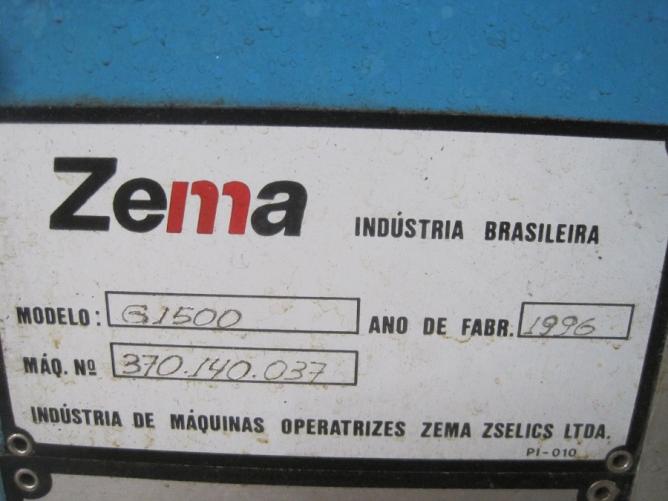 Zema INDÚSTRIA BRASILEIRA
MODELO: G1500 ANO DE FABR. 1996
MÁQ. Nº 370.140.037
INDÚSTRIA DE MÁQUINAS OPERATRIZES ZEMA ZSELICS LTDA.
PI-010